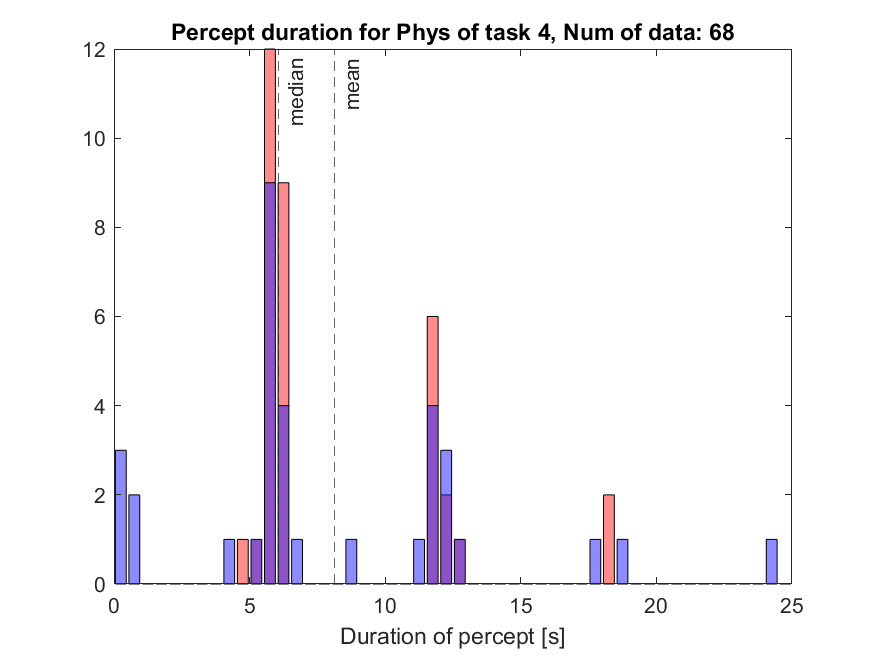 Percept duration for Phys of task 4, Num of data: 68
12
10
8
6
4
2
0
median
mean
0 5 10 15 20 25
Duration of percept [s]